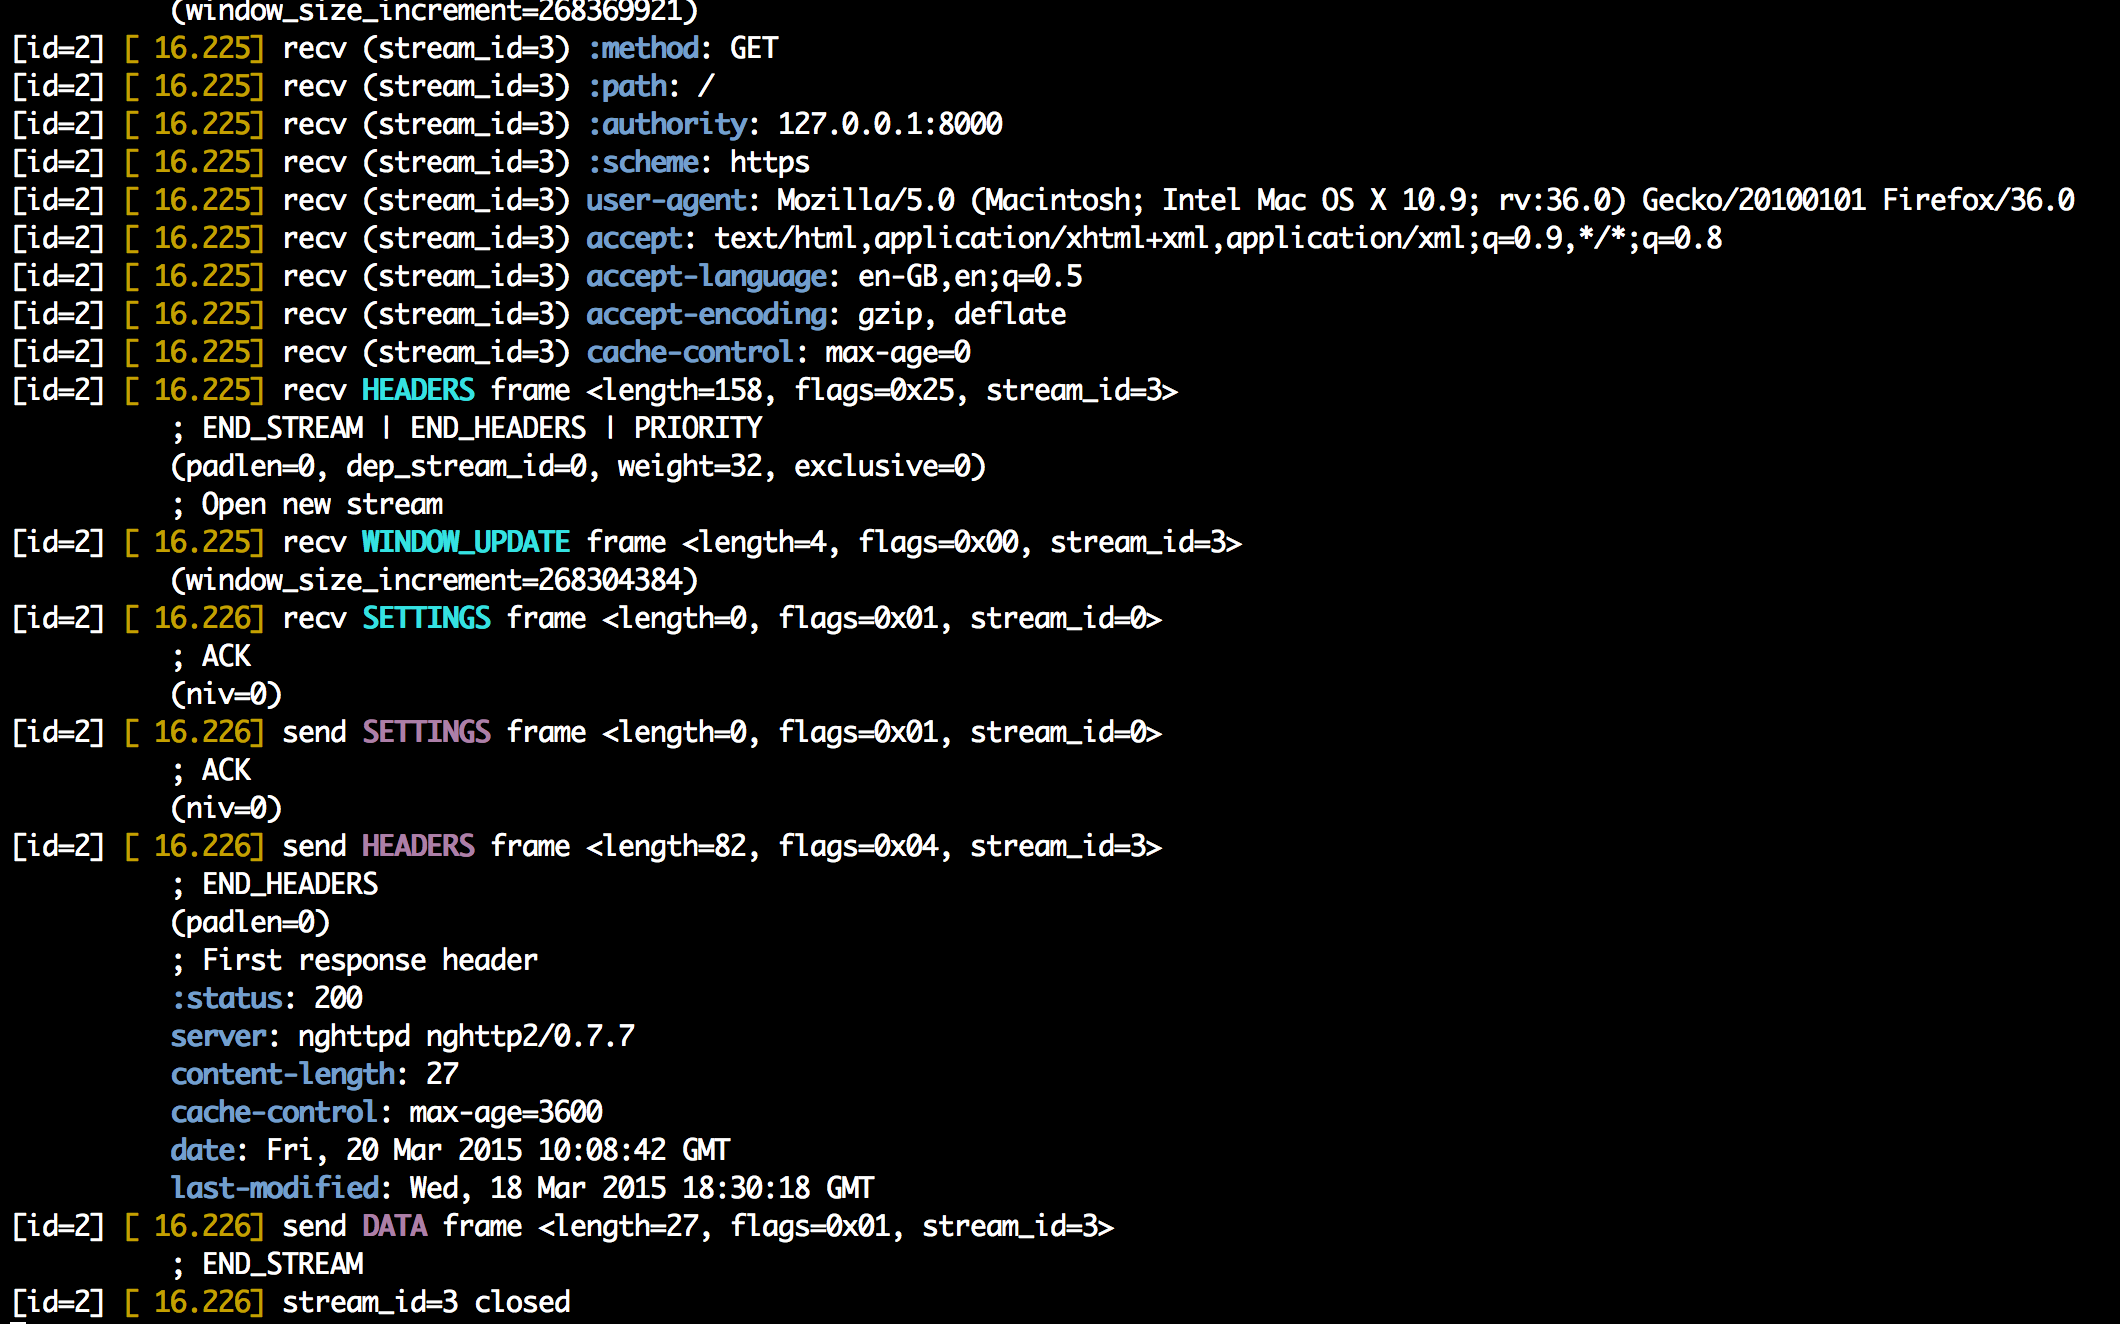 (window_size_increment=268369921)
[id=2] [ 16.225] recv (stream_id=3) :method: GET
[id=2] [ 16.225] recv (stream_id=3) :path: /
[id=2] [ 16.225] recv (stream_id=3) :authority: 127.0.0.1:8000
[id=2] [ 16.225] recv (stream_id=3) :scheme: https
[id=2] [ 16.225] recv (stream_id=3) user-agent: Mozilla/5.0 (Macintosh; Intel Mac OS X 10.9; rv:36.0) Gecko/20100101 Firefox/36.0
[id=2] [ 16.225] recv (stream_id=3) accept: text/html,application/xhtml+xml,application/xml;q=0.9,*/*;q=0.8
[id=2] [ 16.225] recv (stream_id=3) accept-language: en-GB,en;q=0.5
[id=2] [ 16.225] recv (stream_id=3) accept-encoding: gzip, deflate
[id=2] [ 16.225] recv (stream_id=3) cache-control: max-age=0
[id=2] [ 16.225] recv HEADERS frame <length=158, flags=0x25, stream_id=3>
; END_STREAM | END_HEADERS | PRIORITY
(padlen=0, dep_stream_id=0, weight=32, exclusive=0)
; Open new stream
[id=2] [ 16.225] recv WINDOW_UPDATE frame <length=4, flags=0x00, stream_id=3>
(window_size_increment=268304384)
[id=2] [ 16.226] recv SETTINGS frame <length=0, flags=0x01, stream_id=0>
; ACK
(niv=0)
[id=2] [ 16.226] send SETTINGS frame <length=0, flags=0x01, stream_id=0>
; ACK
(niv=0)
[id=2] [ 16.226] send HEADERS frame <length=82, flags=0x04, stream_id=3>
; END_HEADERS
(padlen=0)
; First response header
:status: 200
server: nghttpd nghttp2/0.7.7
content-length: 27
cache-control: max-age=3600
date: Fri, 20 Mar 2015 10:08:42 GMT
last-modified: Wed, 18 Mar 2015 18:30:18 GMT
[id=2] [ 16.226] send DATA frame <length=27, flags=0x01, stream_id=3>
; END_STREAM
[id=2] [ 16.226] stream_id=3 closed